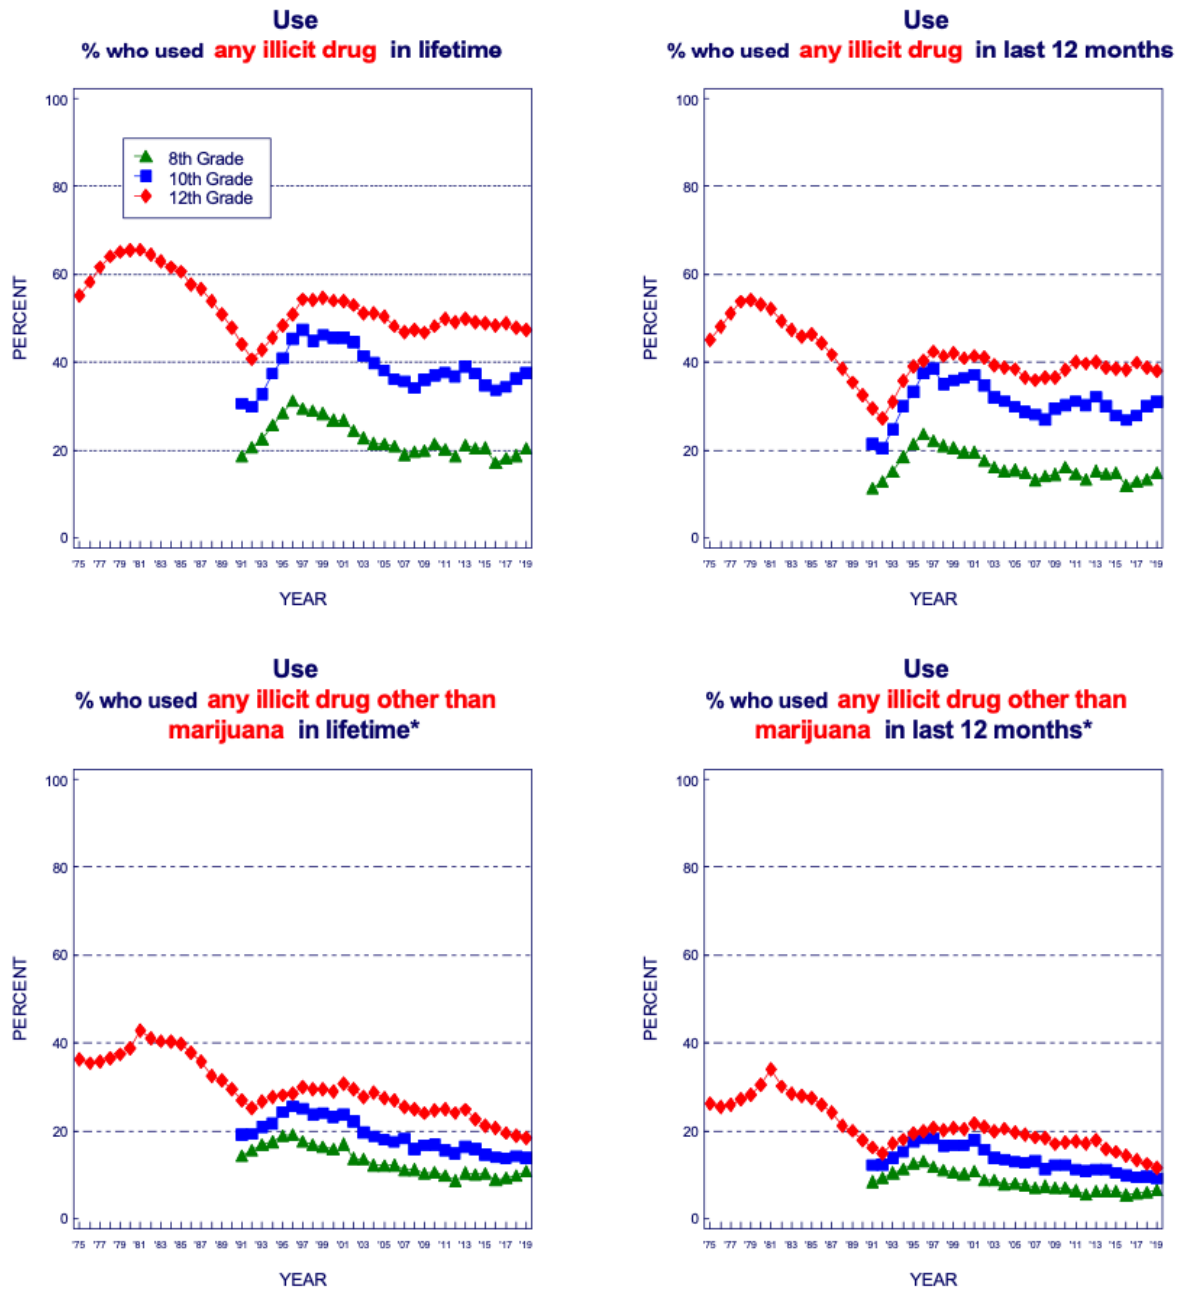 Use
% who used any illicit drug in lifetime
100
80
60
40
20
0
PERCENT
8th Grade
10th Grade
12th Grade
'75 '77 '79 '81 '83 '85 '87 '89 '91 '93 '95 '97 '99 '01 '03 '05 '07 '09 '11 '13 '15 '17 '19
YEAR
Use
% who used any illicit drug in last 12 months
100
80
60
40
20
0
PERCENT
'75 '77 '79 '81 '83 '85 '87 '89 '91 '93 '95 '97 '99 '01 '03 '05 '07 '09 '11 '13 '15 '17 '19
YEAR
Use
% who used any illicit drug other than
marijuana in lifetime*
100
80
60
40
20
0
PERCENT
'75 '77 '79 '81 '83 '85 '87 '89 '91 '93 '95 '97 '99 '01 '03 '05 '07 '09 '11 '13 '15 '17 '19
YEAR
Use
% who used any illicit drug other than
marijuana in last 12 months*
100
80
60
40
20
0
PERCENT
'75 '77 '79 '81 '83 '85 '87 '89 '91 '93 '95 '97 '99 '01 '03 '05 '07 '09 '11 '13 '15 '17 '19
YEAR